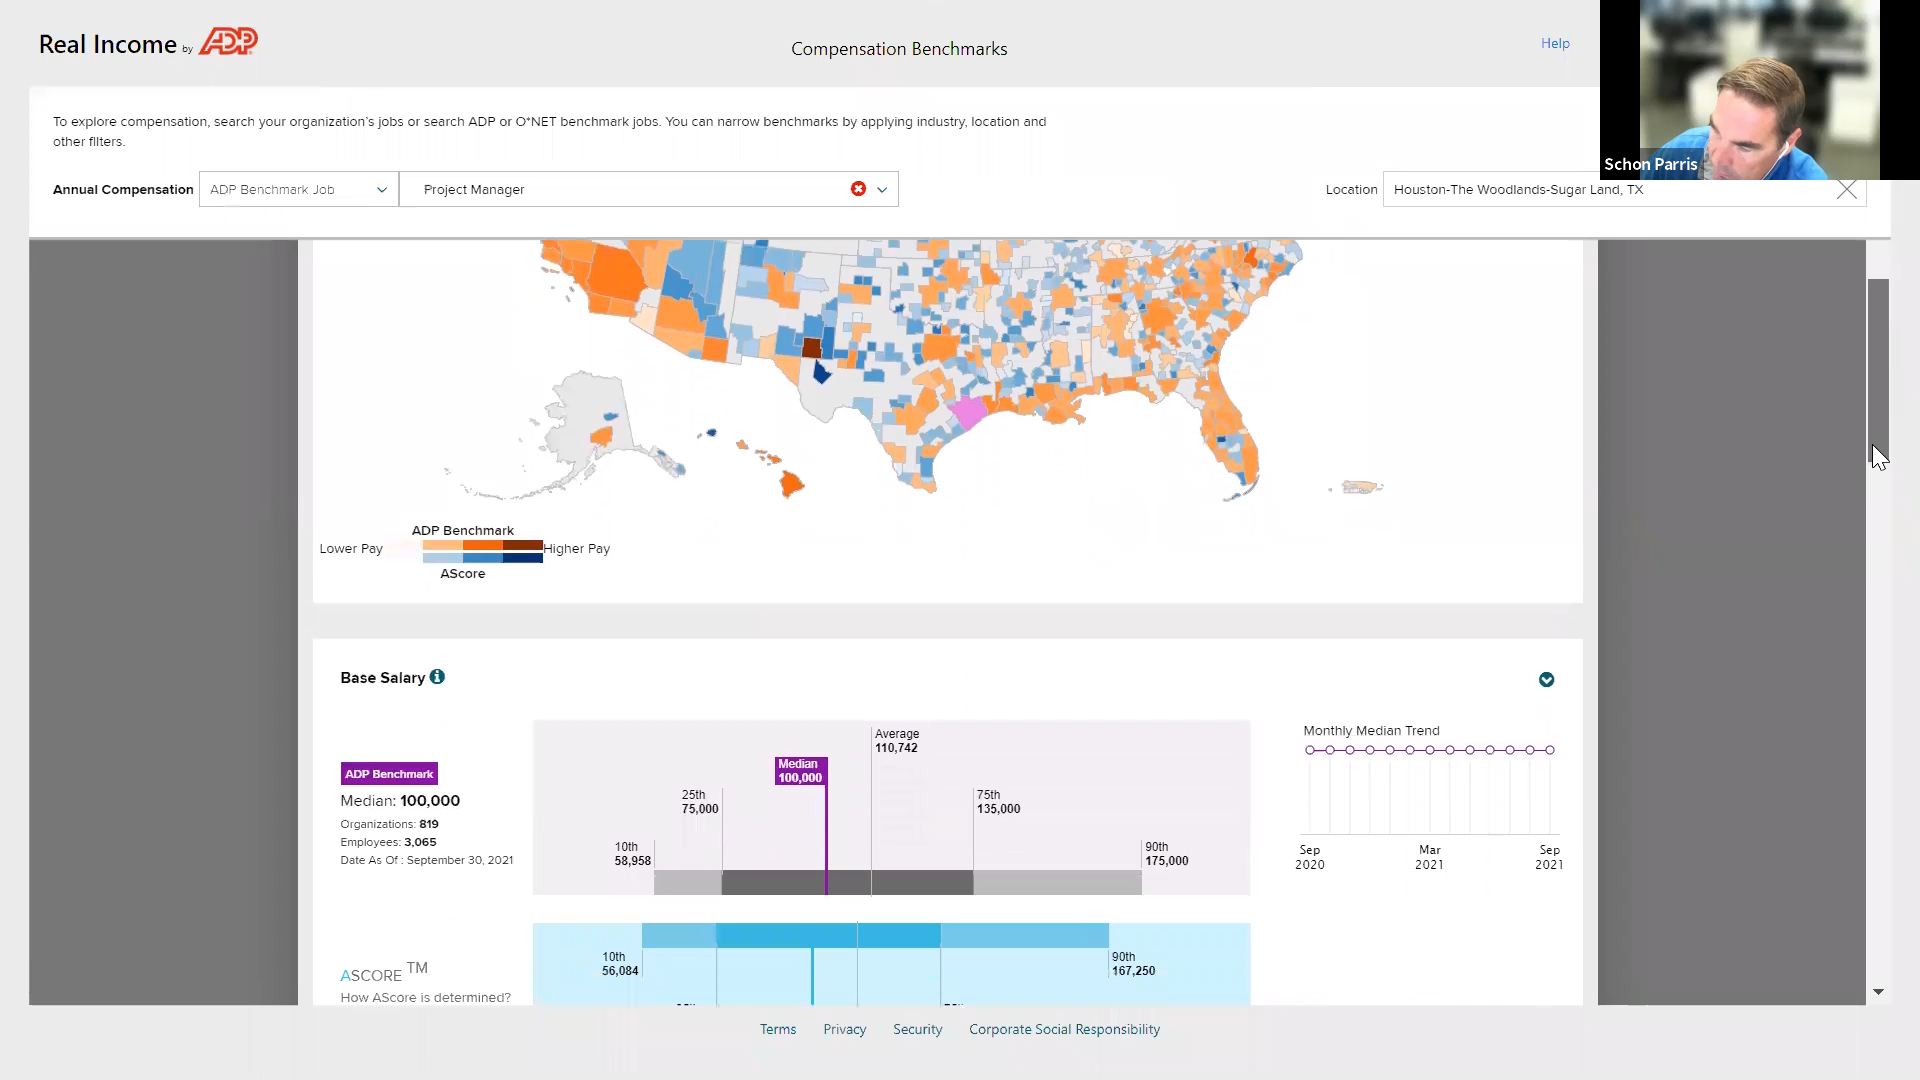 Real Income by ADP
Compensation Benchmarks
Help
Schon Parris
To explore compensation, search your organization's jobs or search ADP or O*NET benchmark jobs. You can narrow benchmarks by applying industry, location and
other filters.
Annual Compensation
ADP Benchmark Job
Project Manager
Location
Houston-The Woodlands-Sugar Land, TX
ADP Benchmark
Lower Pay
Higher Pay
AScore
Base Salary
ADP Benchmark
Median: 100,000
Organizations: 819
Employees: 3,065
Date As Of : September 30, 2021
Average
110,742
Median
100,000
25th
75,000
75th
135,000
10th
58,958
90th
175,000
Monthly Median Trend
Sep
2020
Mar
2021
Sep
2021
ASCORE TM
How AScore is determined?
10th
56,084
90th
167,250
Terms
Privacy
Security
Corporate Social Responsibility